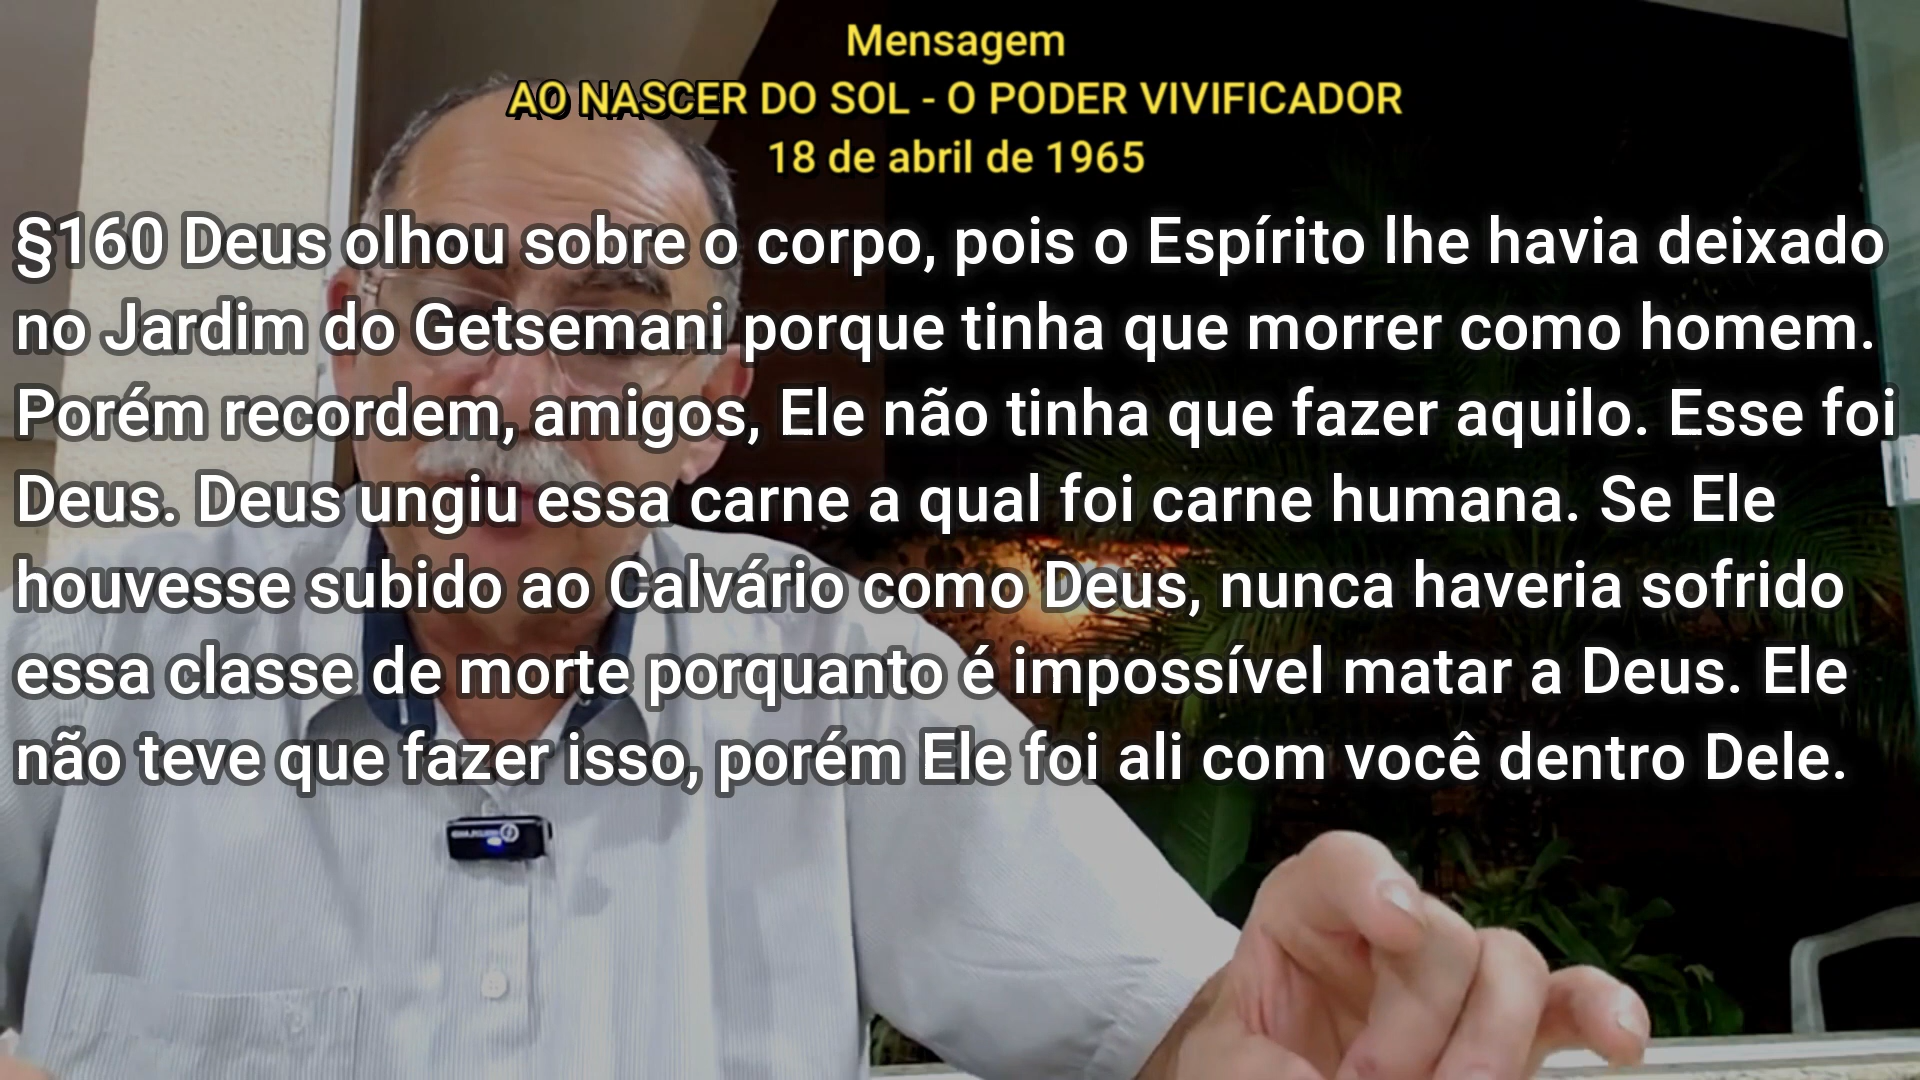 Mensagem
AO NASCER DO SOL - O PODER VIVIFICADOR
18 de abril de 1965
§160 Deus olhou sobre o corpo, pois o Espírito lhe havia deixado
no Jardim do Getsemani porque tinha que morrer como homem.
Porém recordem, amigos, Ele não tinha que fazer aquilo. Esse foi
Deus. Deus ungiu essa carne a qual foi carne humana. Se Ele
houvesse subido ao Calvário como Deus, nunca haveria sofrido
essa classe de morte porquanto é impossível matar a Deus. Ele
não teve que fazer isso, porém Ele foi ali com você dentro Dele.